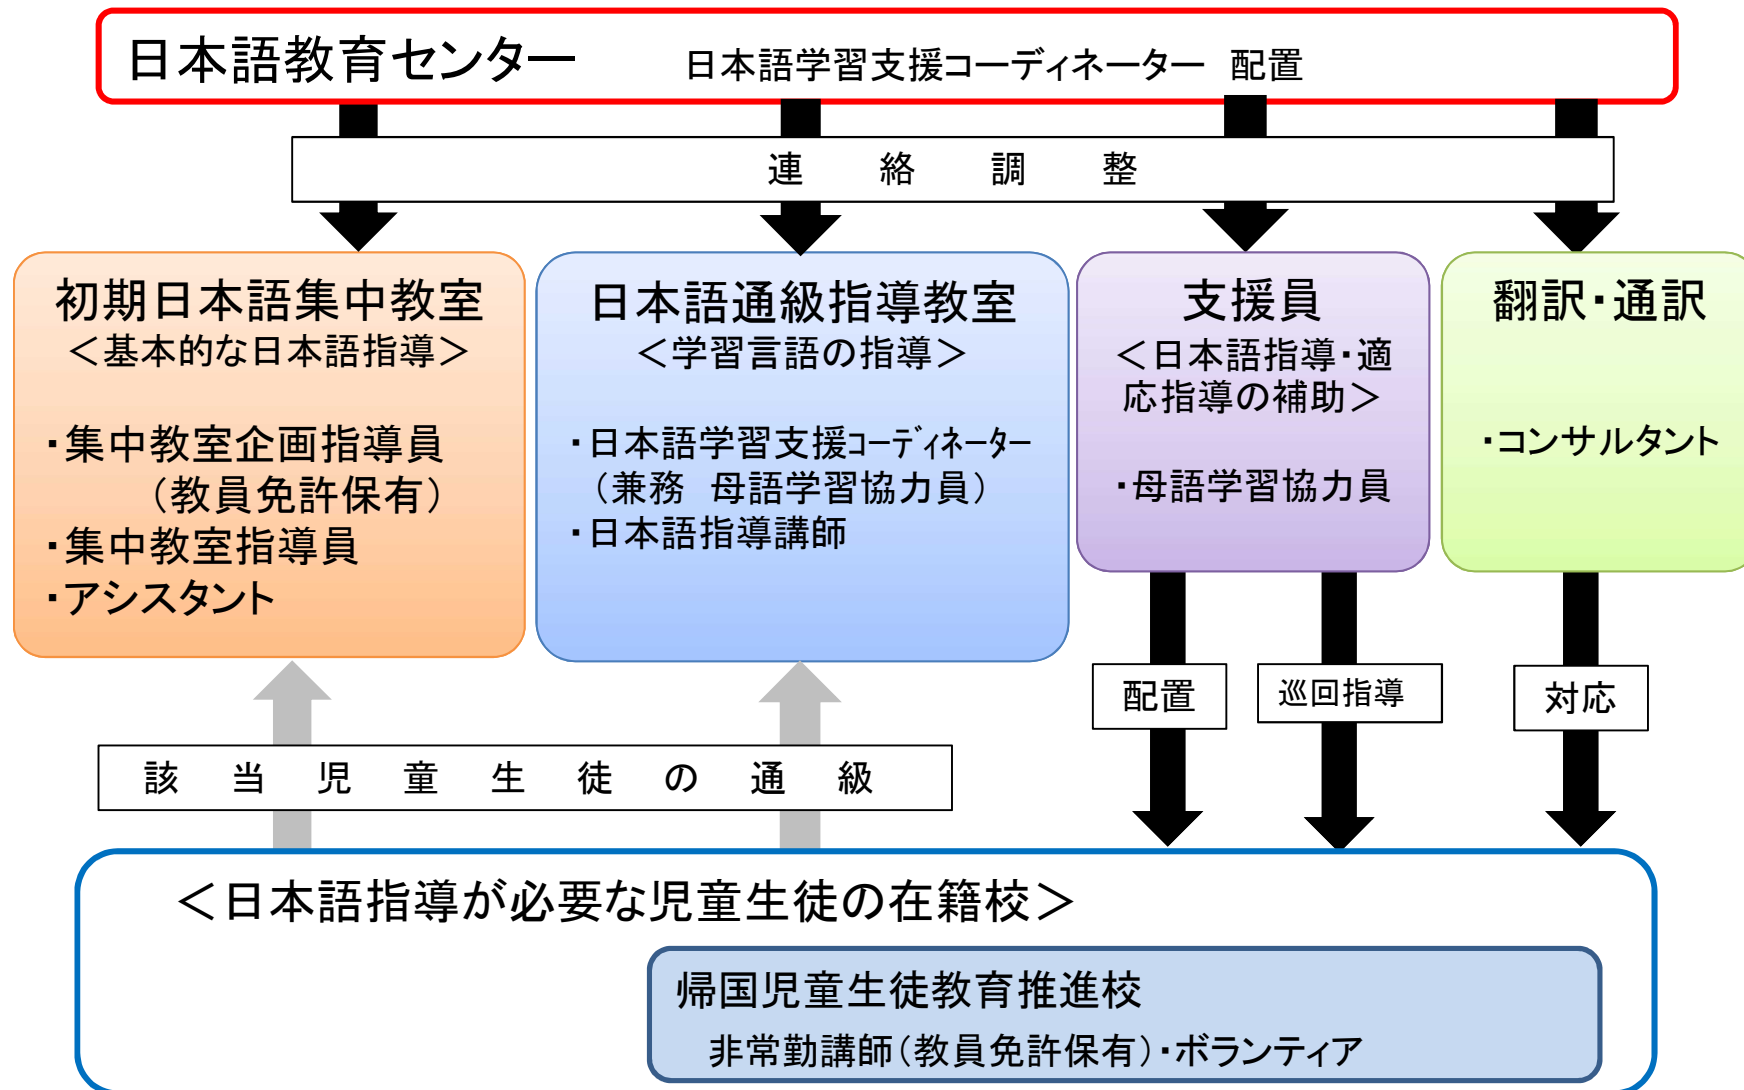 日本語教育センター　日本語学習支援コーディネーター　配置
連絡調整
初期日本語集中教室
＜基本的な日本語指導＞
・集中教室企画指導員
（教員免許保有）
・集中教室指導員
・アシスタント
日本語通級指導教室
＜学習言語の指導＞
・日本語学習支援ｺｰﾃﾞｨﾈｰﾀｰ
（兼務　母語学習協力員）
・日本語指導講師
支援員
＜日本語指導・適
応指導の補助＞
・母語学習協力員
翻訳・通訳
・コンサルタント
配置
巡回指導
対応
該当児童生徒の通級
＜日本語指導が必要な児童生徒の在籍校＞
帰国児童生徒教育推進校
非常勤講師（教員免許保有）・ボランティア